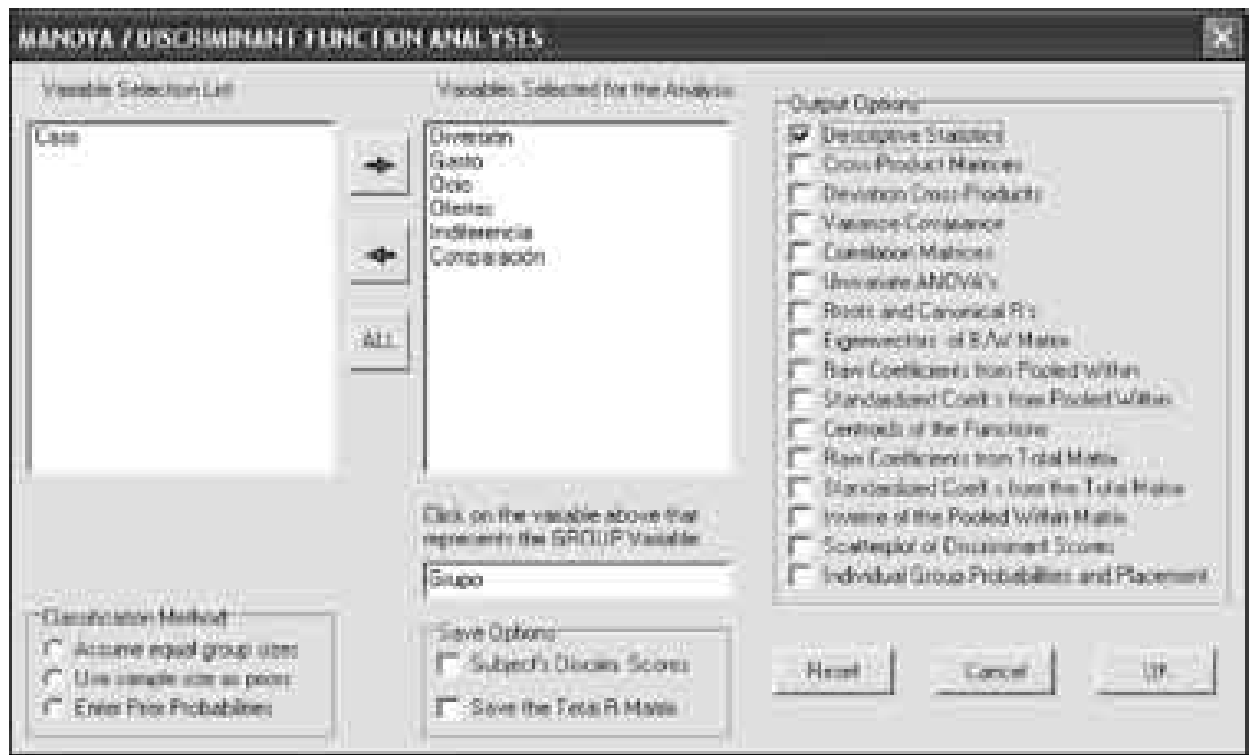 MANOVA / DISCRIMINANT FUNCTION ANALYSES
Variable Selection List
Caso
ALL
Variables Selected for the Analysis
Diversión
Gasto
Ocio
Ofertas
Indiferencia
Comparación
Click on the variable above that
represents the GROUP Variable
Grupo
Output Options
Descriptive Statistics
Cross-Product Matrices
Deviation Cross-Products
Variance-Covariance
Correlation Matrices
Univariate ANOVA's
Roots and Canonical R's
Eigenvectors of B/W Matrix
Raw Coefficients from Pooled Within
Standardized Coeff.s from Pooled Within
Centroids of the Functions
Raw Coefficients from Total Matrix
Standardized Coeff.s from the Total Matrix
Inverse of the Pooled Within Matrix
Scatterplot of Discriminant Scores
Individual Group Probabilities and Placement
Classification Method
Assume equal group sizes
Use sample size as priors
Enter Prior Probabilities
Save Options
Subject's Discrim. Scores
Save the Total R Matrix
Reset
Cancel
OK